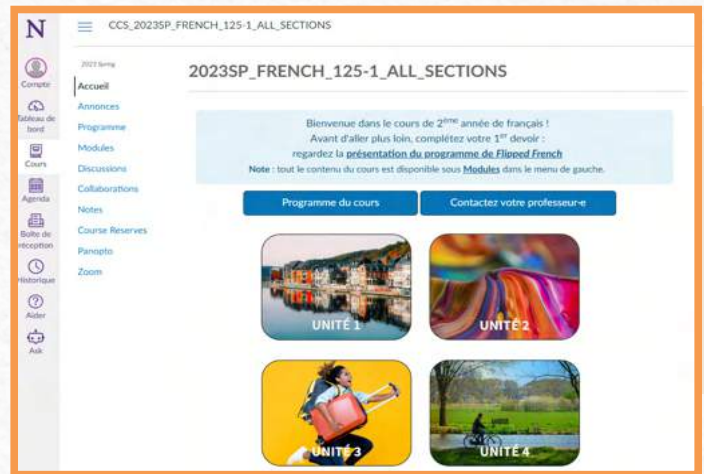 N
CCS_2023SP_FRENCH_125-1_ALL_SECTIONS
Compte
Tableau de
bord
Cours
Agenda
Boîte de
réception
Historique
Aider
Ask
2023 Spring
Accueil
Annonces
Programme
Modules
Discussions
Collaborations
Notes
Course Reserves
Panopto
Zoom
2023SP_FRENCH_125-1_ALL_SECTIONS
Bienvenue dans le cours de 2ème année de français !
Avant d'aller plus loin, complétez votre 1er devoir :
regardez la présentation du programme de Flipped French
Note : tout le contenu du cours est disponible sous Modules dans le menu de gauche.
Programme du cours
Contactez votre professeur·e
UNITÉ 1
UNITÉ 2
UNITÉ 3
UNITÉ 4